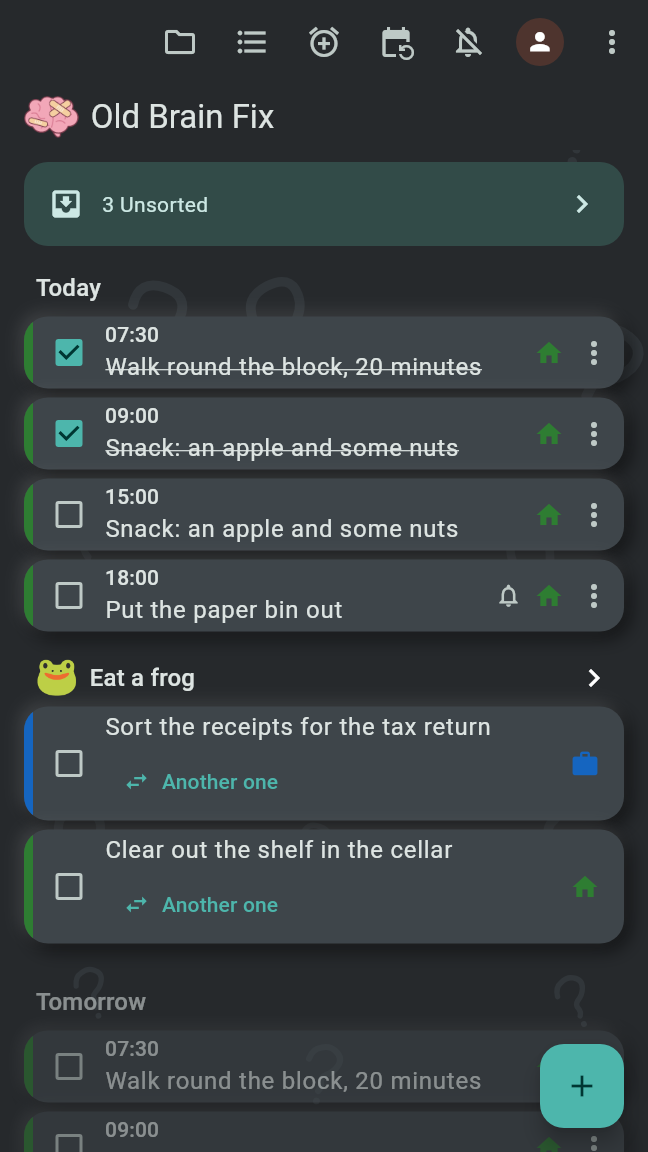 Old Brain Fix
3 Unsorted
Today
07:30
Walk round the block, 20 minutes
09:00
Snack: an apple and some nuts
15:00
Snack: an apple and some nuts
18:00
Put the paper bin out
Eat a frog
Sort the receipts for the tax return
Another one
Clear out the shelf in the cellar
Another one
Tomorrow
07:30
Walk round the block, 20 minutes
09:00